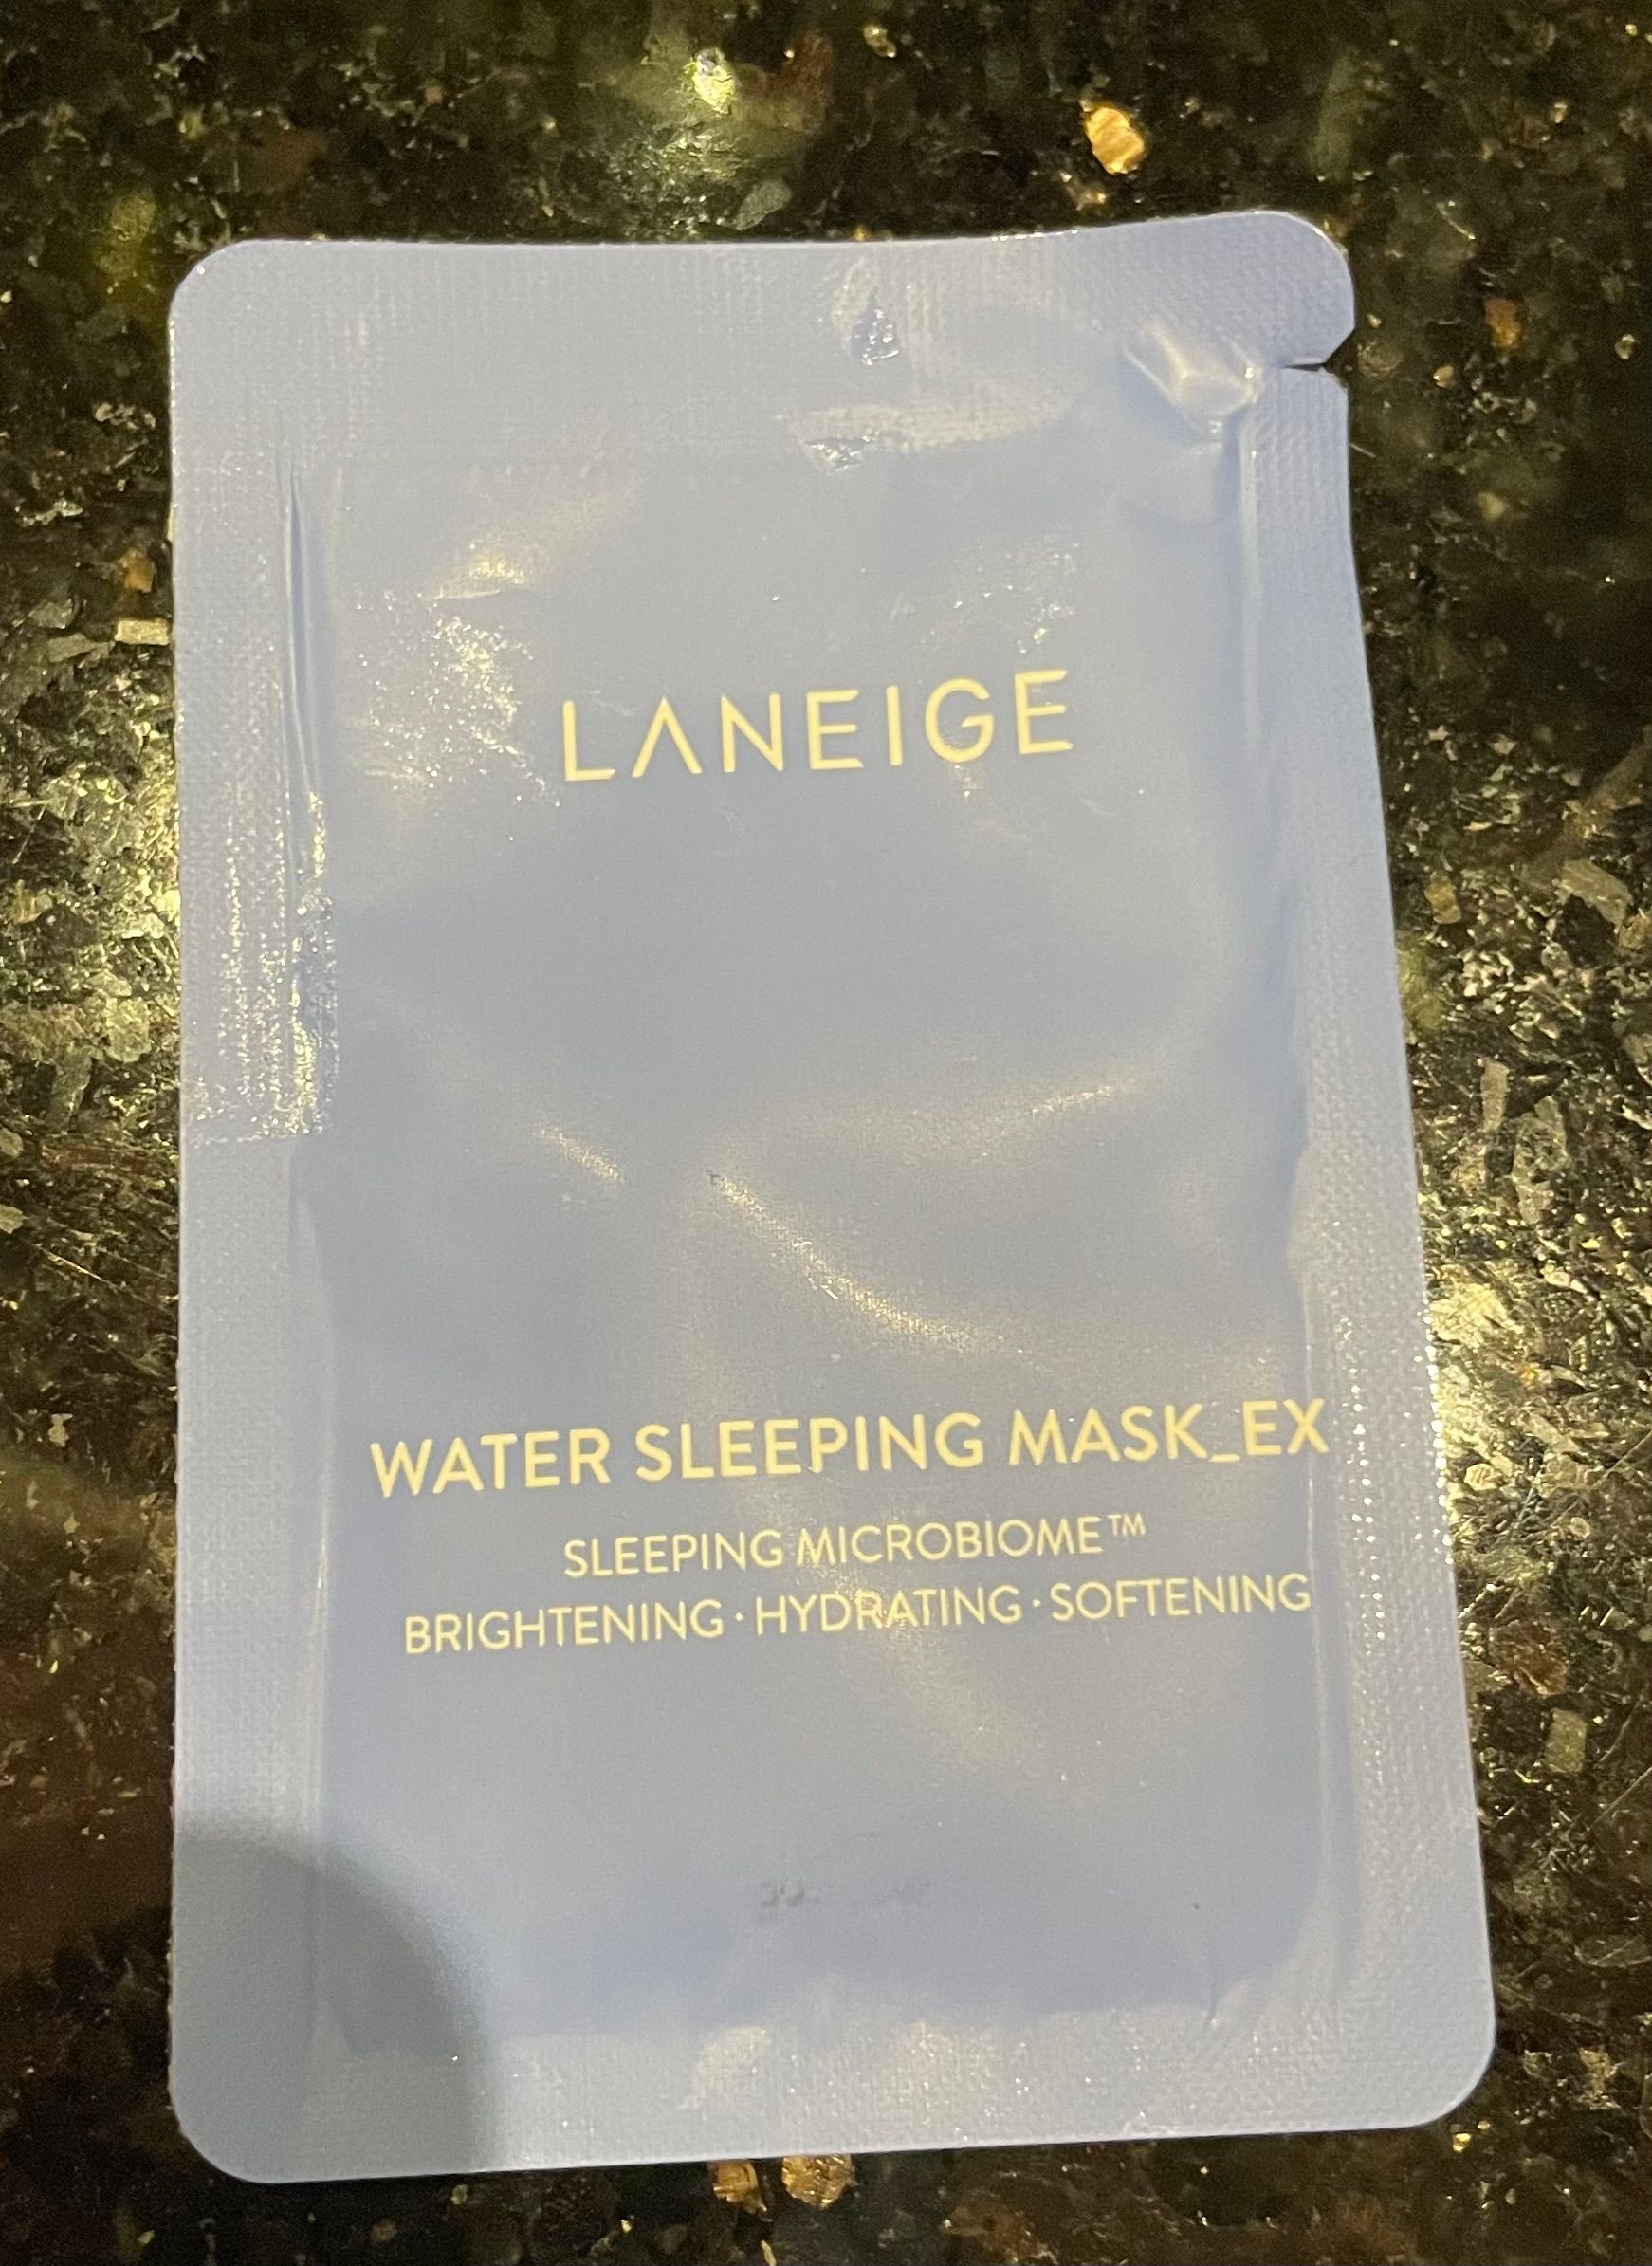 LANEIGE
WATER SLEEPING MASK_EX
SLEEPING MICROBIOME™
BRIGHTENING · HYDRATING · SOFTENING